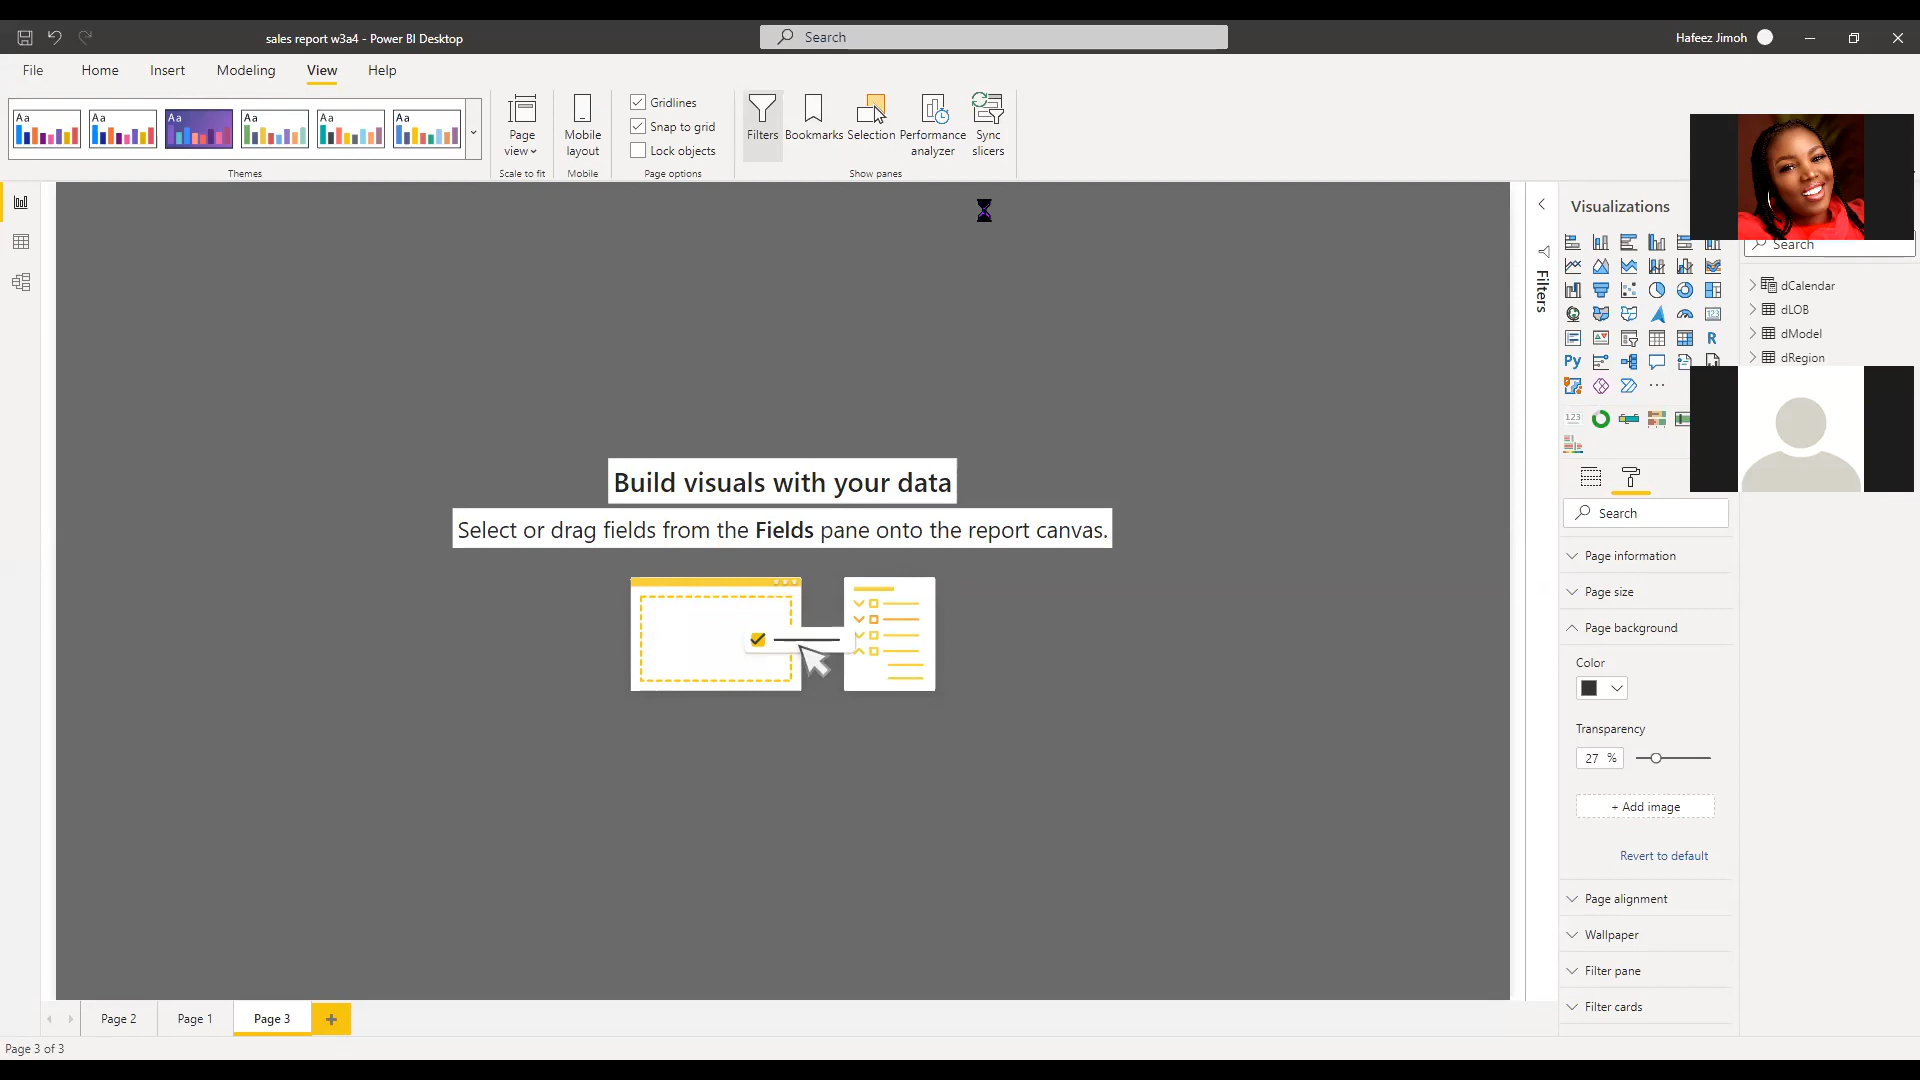 sales report w3a4 - Power BI Desktop
Search
Hafeez Jimoh
File
Home
Insert
Modeling
View
Help
Aa
Aa
Aa
Aa
Aa
Aa
Themes
Page view
Scale to fit
Mobile layout
Mobile
Gridlines
Snap to grid
Lock objects
Page options
Filters
Bookmarks
Selection
Performance analyzer
Sync slicers
Show panes
Build visuals with your data
Select or drag fields from the Fields pane onto the report canvas.
Filters
Visualizations
123
R
Py
123
Search
Page information
Page size
Page background
Color
Transparency
27 %
+ Add image
Revert to default
Page alignment
Wallpaper
Filter pane
Filter cards
Search
dCalendar
dLOB
dModel
dRegion
Page 2
Page 1
Page 3
+
Page 3 of 3